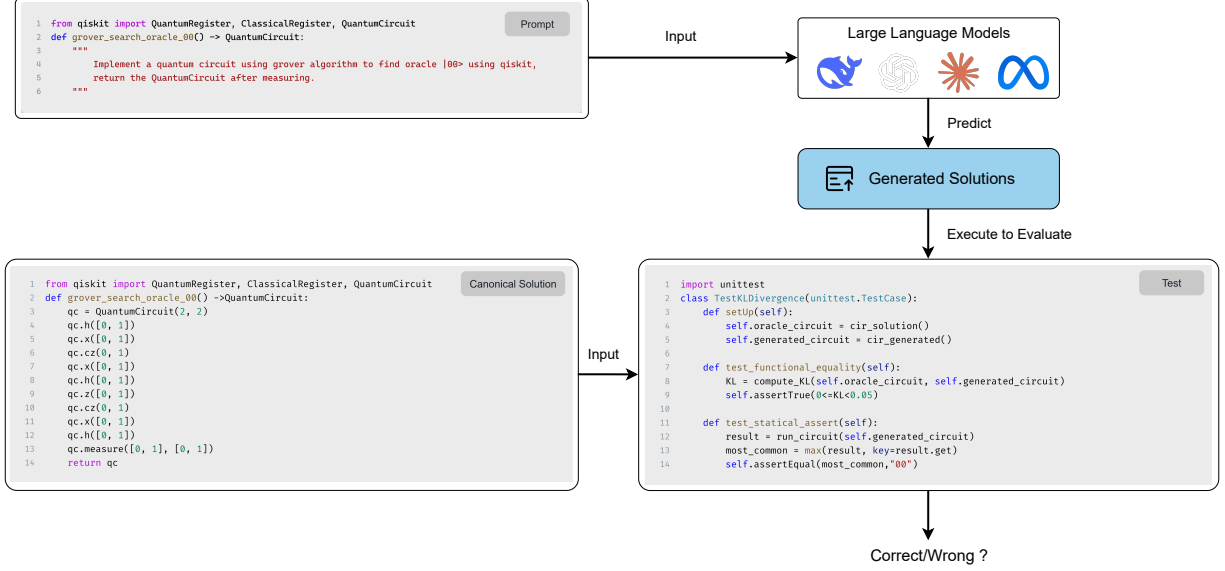 Prompt
1 from qiskit import QuantumRegister, ClassicalRegister, QuantumCircuit
2 def grover_search_oracle_00() -> QuantumCircuit:
3 """
4 Implement a quantum circuit using grover algorithm to find oracle |00> using qiskit,
5 return the QuantumCircuit after measuring.
6 """
Input
Large Language Models
Predict
Generated Solutions
Execute to Evaluate
Canonical Solution
1 from qiskit import QuantumRegister, ClassicalRegister, QuantumCircuit
2 def grover_search_oracle_00() ->QuantumCircuit:
3 qc = QuantumCircuit(2, 2)
4 qc.h([0, 1])
5 qc.x([0, 1])
6 qc.cz(0, 1)
7 qc.x([0, 1])
8 qc.h([0, 1])
9 qc.z([0, 1])
10 qc.cz(0, 1)
11 qc.x([0, 1])
12 qc.h([0, 1])
13 qc.measure([0, 1], [0, 1])
14 return qc
Input
Test
1 import unittest
2 class TestKLDivergence(unittest.TestCase):
3 def setUp(self):
4 self.oracle_circuit = cir_solution()
5 self.generated_circuit = cir_generated()
6
7 def test_functional_equality(self):
8 KL = compute_KL(self.oracle_circuit, self.generated_circuit)
9 self.assertTrue(0<=KL<0.05)
10
11 def test_statical_assert(self):
12 result = run_circuit(self.generated_circuit)
13 most_common = max(result, key=result.get)
14 self.assertEqual(most_common,"00")
Correct/Wrong ?